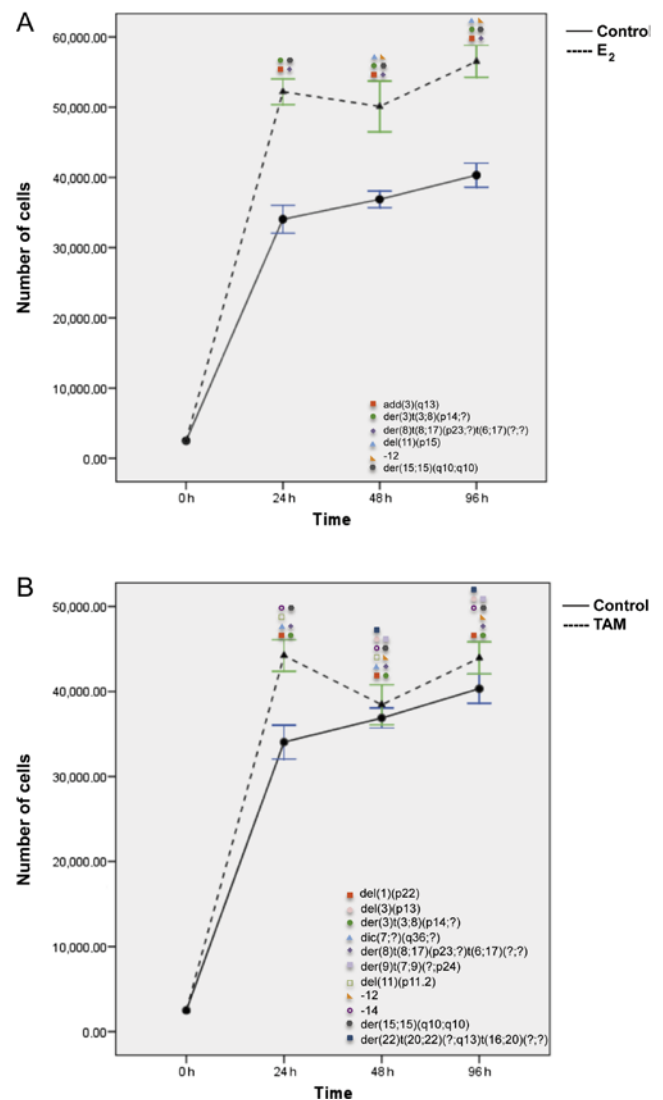 A
Control
E2
60,000.00
50,000.00
40,000.00
30,000.00
20,000.00
10,000.00
0.00
Number of cells
add(3)(q13)
der(3)t(3;8)(p14;?)
der(8)t(8;17)(p23;?)t(6;17)(?;?)
del(11)(p15)
-12
der(15;15)(q10;q10)
0 h
24 h
48 h
96 h
Time
B
Control
TAM
50,000.00
40,000.00
30,000.00
20,000.00
10,000.00
0.00
Number of cells
del(1)(p22)
del(3)(p13)
der(3)t(3;8)(p14;?)
dic(7;?)(q36;?)
der(8)t(8;17)(p23;?)t(6;17)(?;?)
der(9)t(7;9)(?;p24)
del(11)(p11.2)
-12
-14
der(15;15)(q10;q10)
der(22)t(20;22)(?;q13)t(16;20)(?;?)
0 h
24 h
48 h
96 h
Time